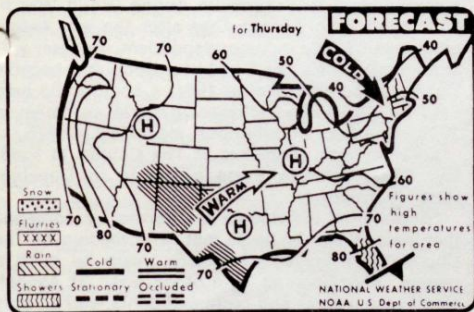 for Thursday
FORECAST
70
70
60
50
40
COLD
40
50
H
H
H
WARM
Snow
Flurries
XXXX
Rain
Showers
Cold
Warm
Stationary
Occluded
70
80
70
70
80
70
60
Figures show
high
temperatures
for area
NATIONAL WEATHER SERVICE
NOAA U S Dept of Commerce